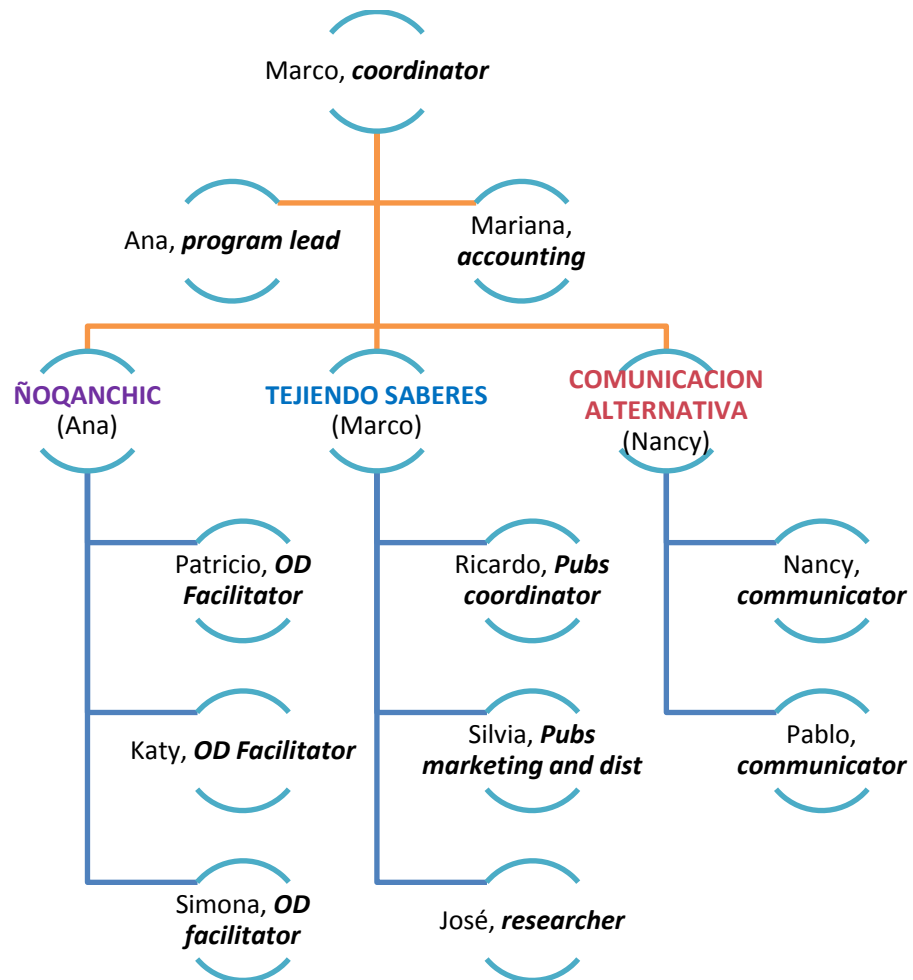 Marco, coordinator
Ana, program lead
Mariana,
accounting
ÑOQANCHIC
(Ana)
TEJIENDO SABERES
(Marco)
COMUNICACION
ALTERNATIVA
(Nancy)
Patricio, OD
Facilitator
Katy, OD Facilitator
Simona, OD
facilitator
Ricardo, Pubs
coordinator
Silvia, Pubs
marketing and dist
José, researcher
Nancy,
communicator
Pablo,
communicator